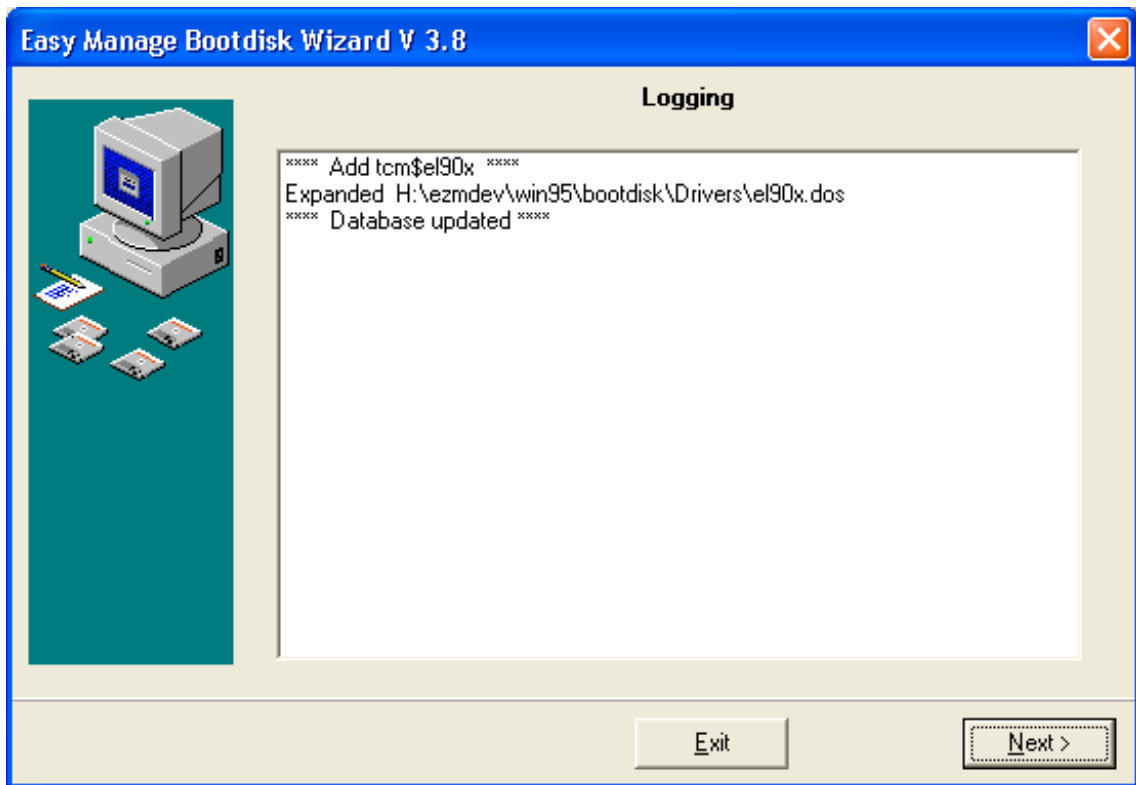 Easy Manage Bootdisk Wizard V 3.8
Logging
**** Add tcm$el90x ****
Expanded H:\ezmdev\win95\bootdisk\Drivers\el90x.dos
**** Database updated ****
Exit
Next >